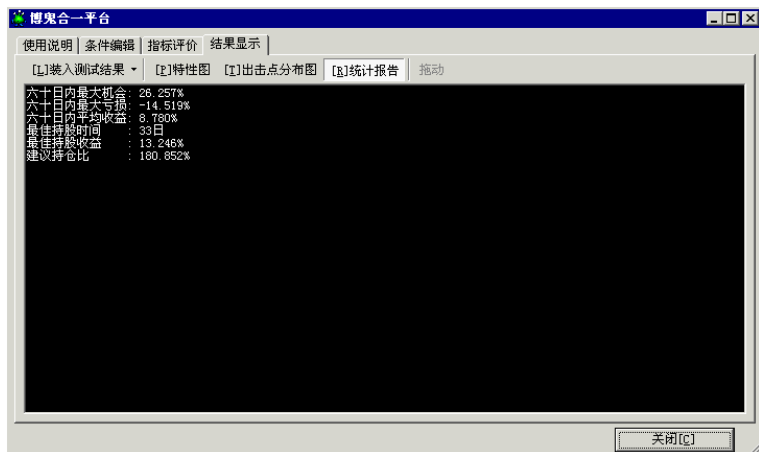 博鬼合一平台
使用说明 条件编辑 指标评价 结果显示
[L]装入测试结果 [P]特性图 [T]出击点分布图 [R]统计报告 拖动
六十日内最大机会: 26.257%
六十日内最大亏损: -14.519%
六十日内平均收益: 8.780%
最佳持股时间 : 33日
最佳持股收益 : 13.246%
建议持仓比 : 180.852%
关闭[C]